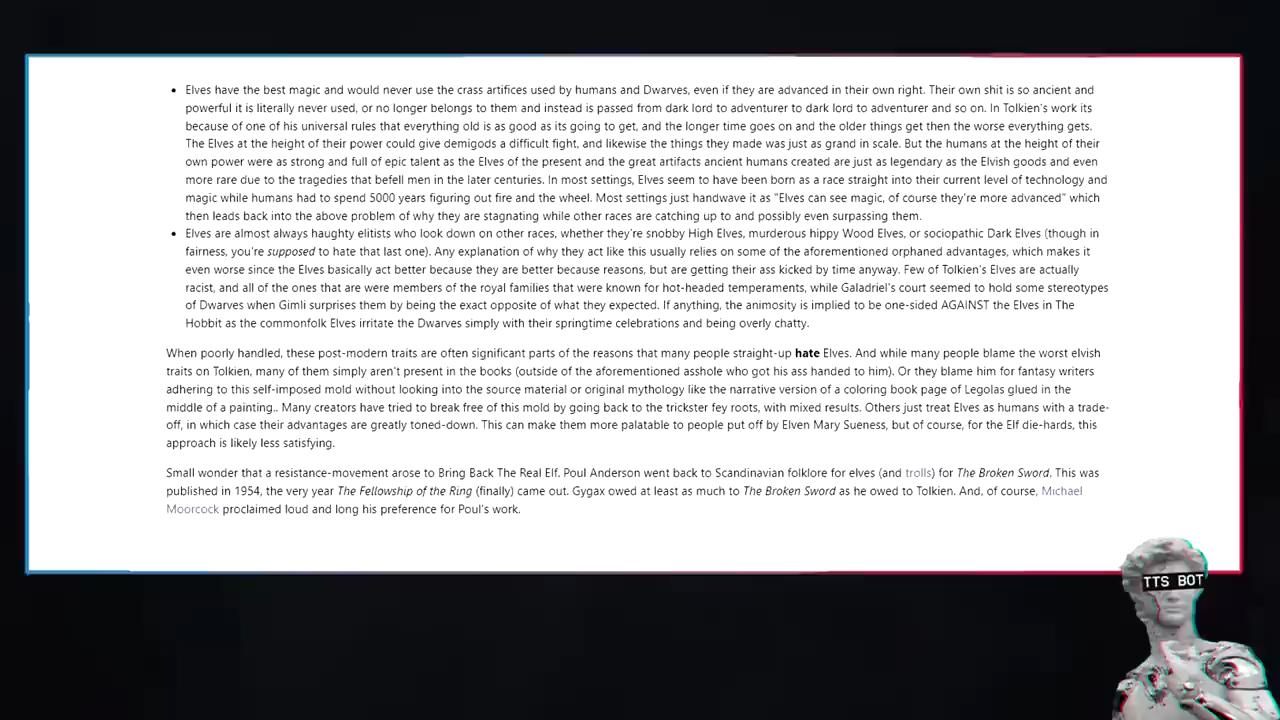 • Elves have the best magic and would never use the crass artifices used by humans and Dwarves, even if they are advanced in their own right. Their own shit is so ancient and
powerful it is literally never used, or no longer belongs to them and instead is passed from dark lord to adventurer to dark lord to adventurer and so on. In Tolkien's work its
because of one of his universal rules that everything old is as good as its going to get, and the longer time goes on and the older things get then the worse everything gets.
The Elves at the height of their power could give demigods a difficult fight, and likewise the things they made was just as grand in scale. But the humans at the height of their
own power were as strong and full of epic talent as the Elves of the present and the great artifacts ancient humans created are just as legendary as the Elvish goods and even
more rare due to the tragedies that befell men in the later centuries. In most settings, Elves seem to have been born as a race straight into their current level of technology and
magic while humans had to spend 5000 years figuring out fire and the wheel. Most settings just handwave it as "Elves can see magic, of course they're more advanced" which
then leads back into the above problem of why they are stagnating while other races are catching up to and possibly even surpassing them.
• Elves are almost always haughty elitists who look down on other races, whether they're snobby High Elves, murderous hippy Wood Elves, or sociopathic Dark Elves (though in
fairness, you're supposed to hate that last one). Any explanation of why they act like this usually relies on some of the aforementioned orphaned advantages, which makes it
even worse since the Elves basically act better because they are better because reasons, but are getting their ass kicked by time anyway. Few of Tolkien's Elves are actually
racist, and all of the ones that are were members of the royal families that were known for hot-headed temperaments, while Galadriel's court seemed to hold some stereotypes
of Dwarves when Gimli surprises them by being the exact opposite of what they expected. If anything, the animosity is implied to be one-sided AGAINST the Elves in The
Hobbit as the commonfolk Elves irritate the Dwarves simply with their springtime celebrations and being overly chatty.
When poorly handled, these post-modern traits are often significant parts of the reasons that many people straight-up hate Elves. And while many people blame the worst elvish
traits on Tolkien, many of them simply aren't present in the books (outside of the aforementioned asshole who got his ass handed to him). Or they blame him for fantasy writers
adhering to this self-imposed mold without looking into the source material or original mythology like the narrative version of a coloring book page of Legolas glued in the
middle of a painting.. Many creators have tried to break free of this mold by going back to the trickster fey roots, with mixed results. Others just treat Elves as humans with a trade-
off, in which case their advantages are greatly toned-down. This can make them more palatable to people put off by Elven Mary Sueness, but of course, for the Elf die-hards, this
approach is likely less satisfying.
Small wonder that a resistance-movement arose to Bring Back The Real Elf. Poul Anderson went back to Scandinavian folklore for elves (and trolls) for The Broken Sword. This was
published in 1954, the very year The Fellowship of the Ring (finally) came out. Gygax owed at least as much to The Broken Sword as he owed to Tolkien. And, of course, Michael
Moorcock proclaimed loud and long his preference for Poul's work.
TTS BOT